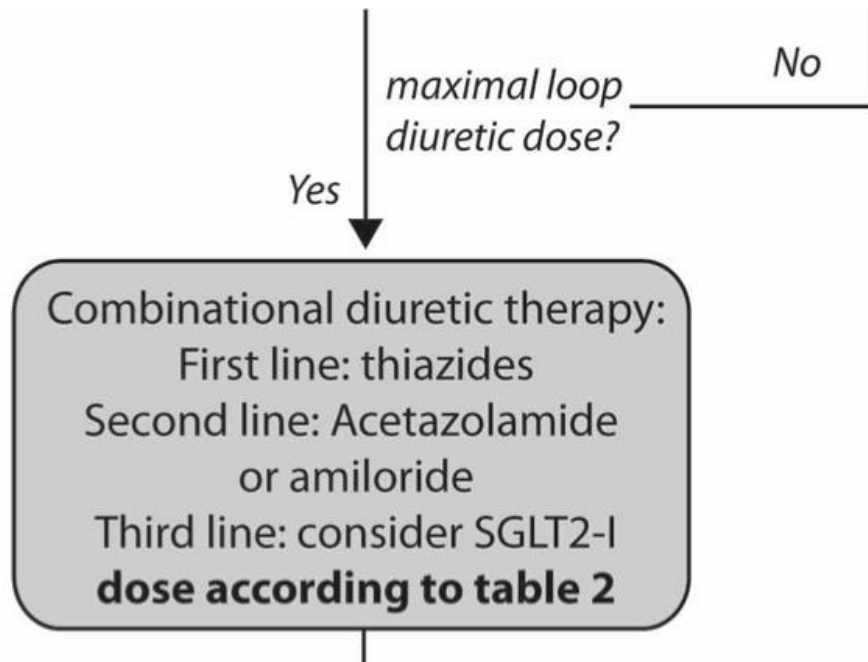 No
maximal loop
diuretic dose?
Yes
Combinational diuretic therapy:
First line: thiazides
Second line: Acetazolamide
or amiloride
Third line: consider SGLT2-I
dose according to table 2